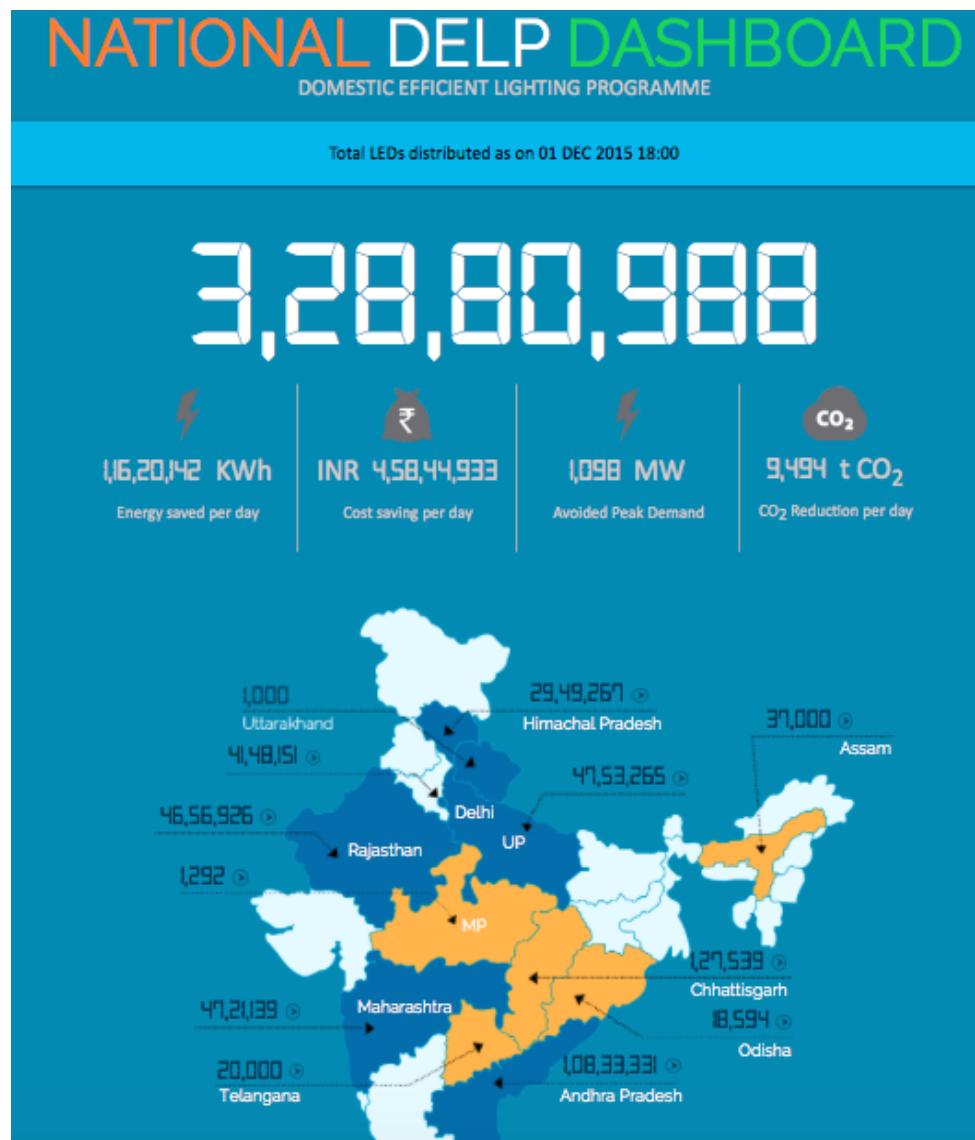 NATIONAL DELP DASHBOARD
DOMESTIC EFFICIENT LIGHTING PROGRAMME
Total LEDs distributed as on 01 DEC 2015 18:00
3,28,80,988
₹
CO2
1,16,20,142 KWh
INR 4,58,44,933
1,098 MW
9,494 t CO2
Energy saved per day
Cost saving per day
Avoided Peak Demand
CO2 Reduction per day
1,000
Uttarakhand
29,49,267
Himachal Pradesh
37,000
Assam
41,48,151
Delhi
47,53,265
UP
46,56,926
Rajasthan
1,292
MP
1,27,539
Chhattisgarh
47,21,139
Maharashtra
18,594
Odisha
20,000
Telangana
1,08,33,331
Andhra Pradesh